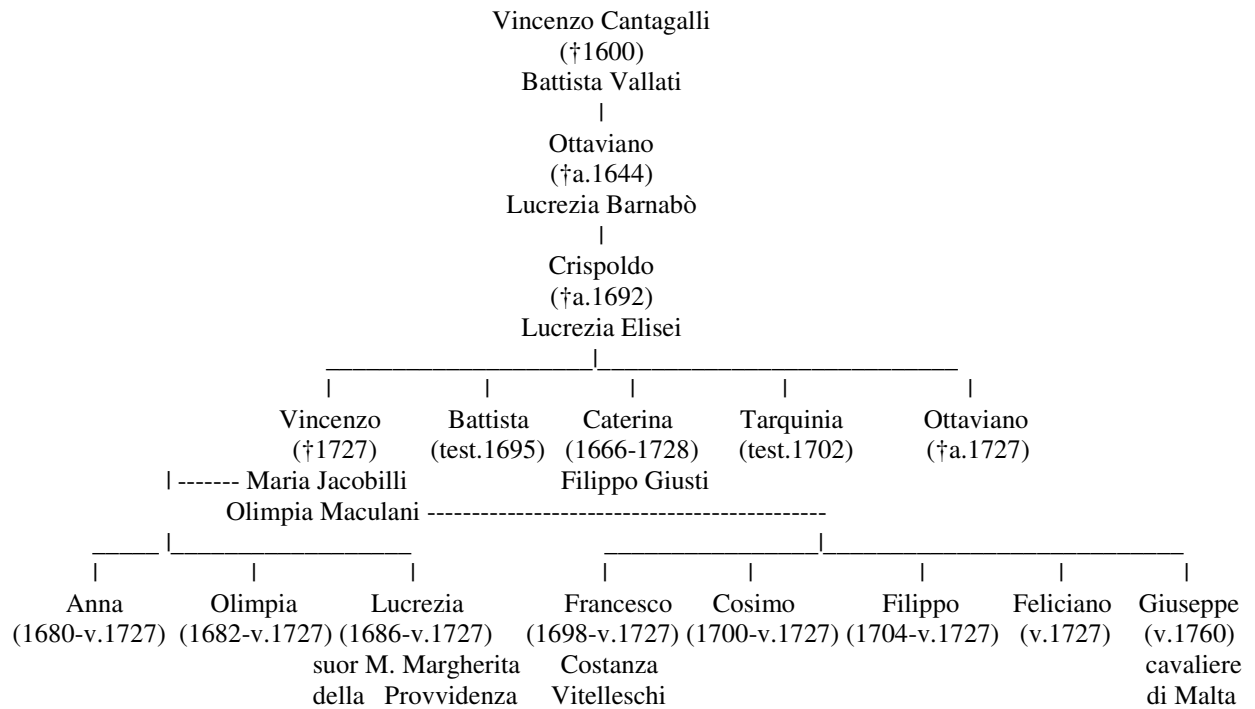 Vincenzo Cantagalli
(†1600)
Battista Vallati
|
Ottaviano
(†a.1644)
Lucrezia Barnabò
|
Crispoldo
(†a.1692)
Lucrezia Elisei
Vincenzo Battista Caterina Tarquinia Ottaviano
(†1727) (test.1695) (1666-1728) (test.1702) (†a.1727)
| ------- Maria Jacobilli Filippo Giusti
Olimpia Maculani --------------------------------------------
Anna Olimpia Lucrezia Francesco Cosimo Filippo Feliciano Giuseppe
(1680-v.1727) (1682-v.1727) (1686-v.1727) (1698-v.1727) (1700-v.1727) (1704-v.1727) (v.1727) (v.1760)
suor M. Margherita Costanza cavaliere
della Provvidenza Vitelleschi di Malta